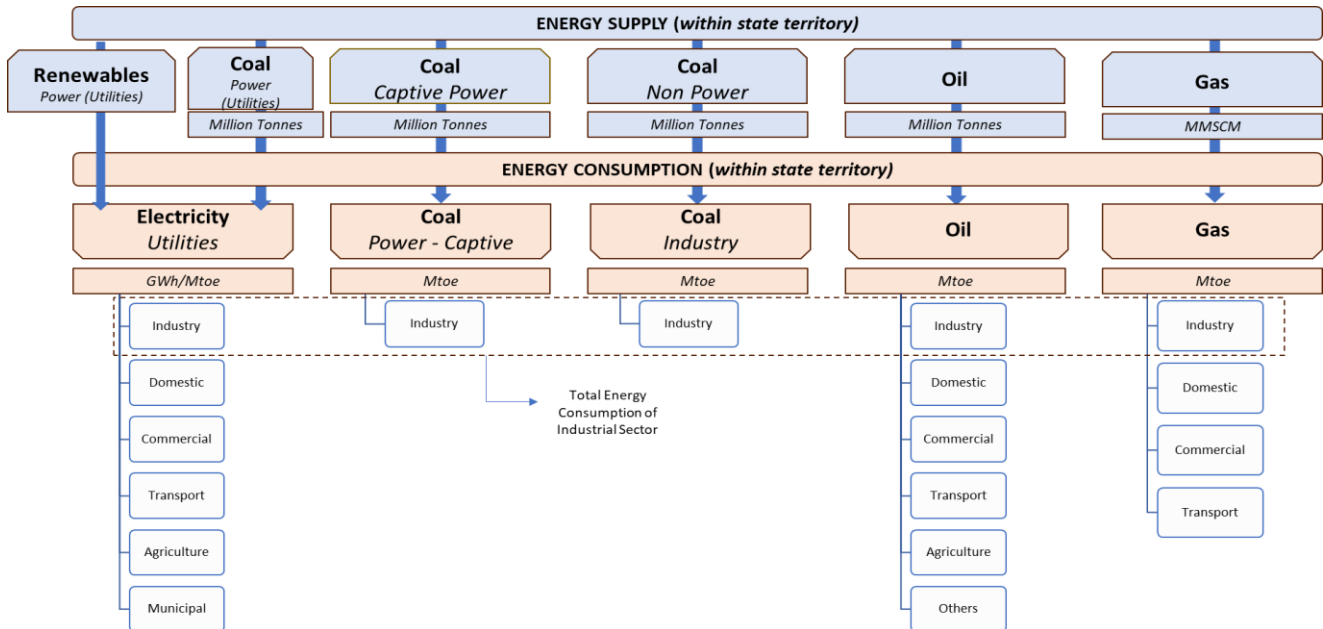 ENERGY SUPPLY (within state territory)
Renewables
Power (Utilities)
Coal
Power
(Utilities)
Million Tonnes
Coal
Captive Power
Million Tonnes
Coal
Non Power
Million Tonnes
Oil
Million Tonnes
Gas
MMSCM
ENERGY CONSUMPTION (within state territory)
Electricity
Utilities
GWh/Mtoe
Industry
Domestic
Commercial
Transport
Agriculture
Municipal
Coal
Power - Captive
Mtoe
Industry
Coal
Industry
Mtoe
Industry
Oil
Mtoe
Industry
Domestic
Commercial
Transport
Agriculture
Others
Gas
Mtoe
Industry
Domestic
Commercial
Transport
Total Energy
Consumption of
Industrial Sector